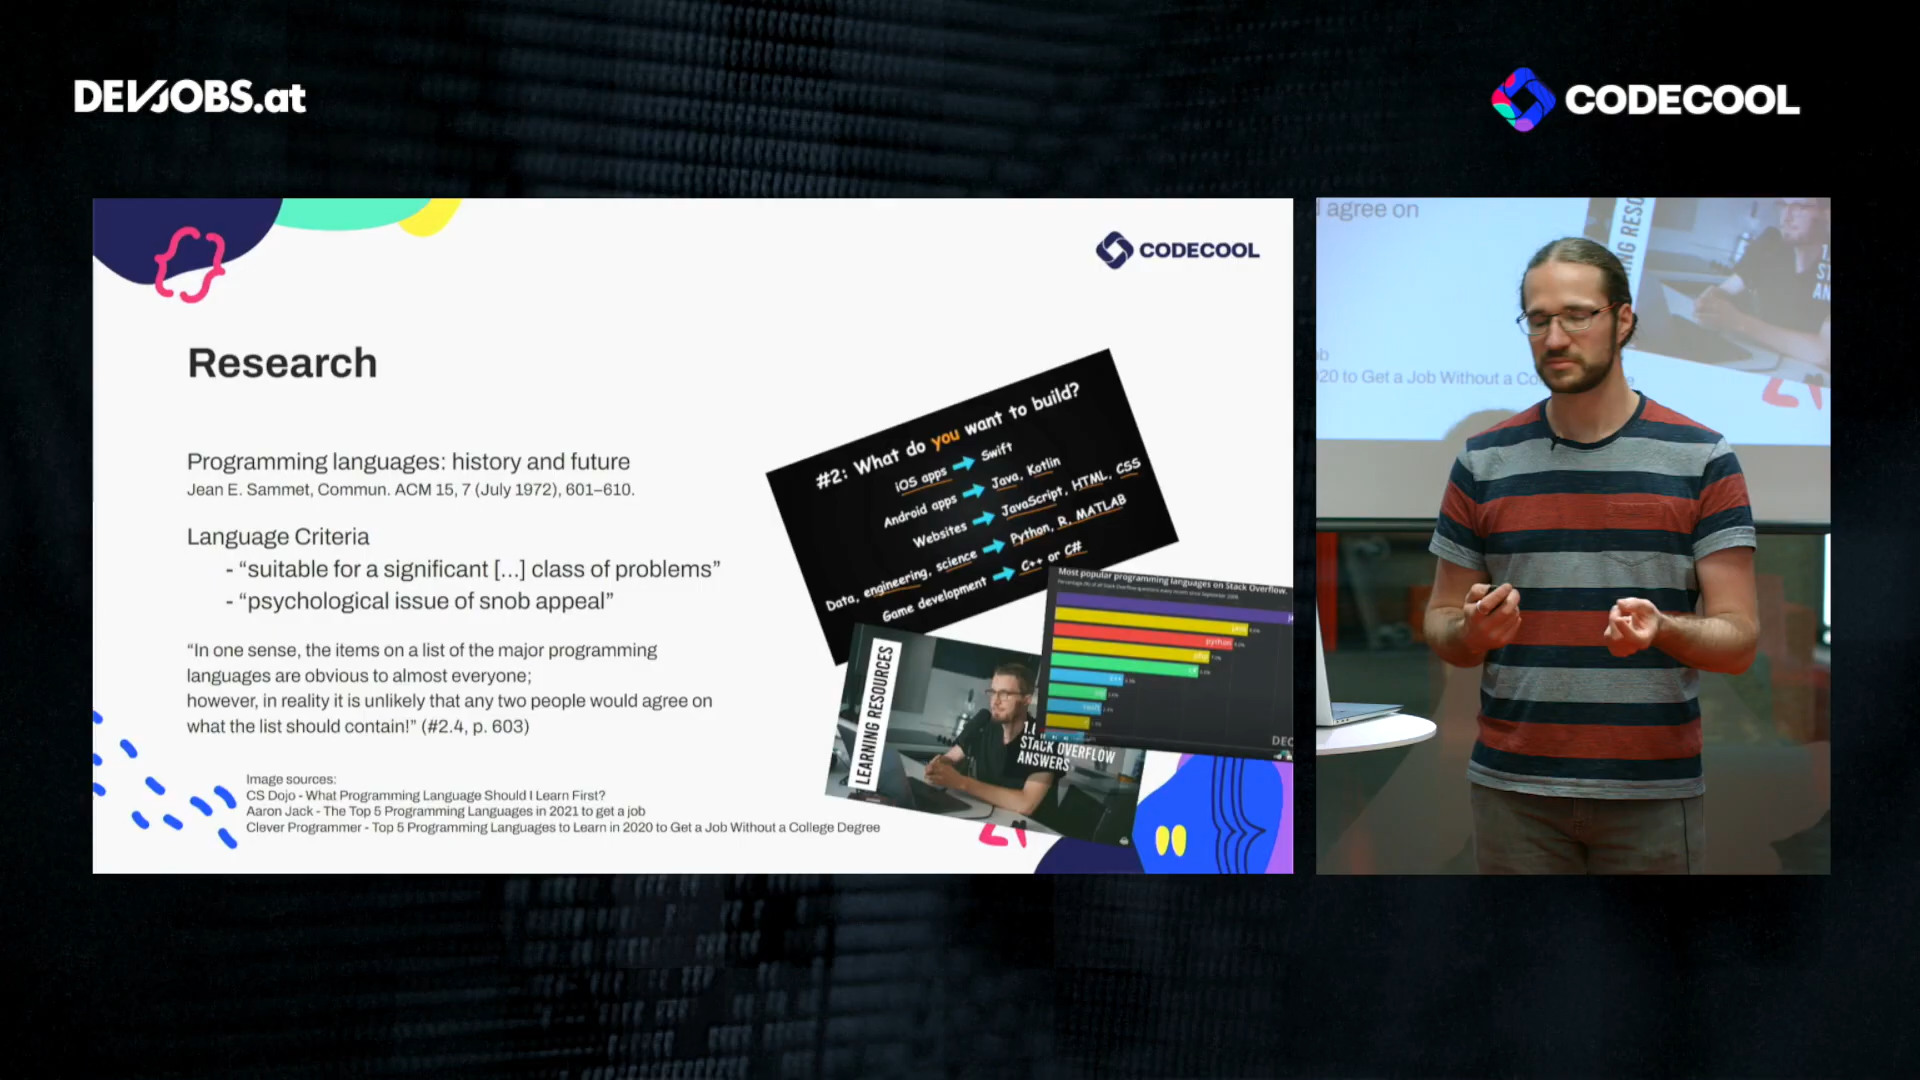 DEVJOBS.at
CODECOOL
CODECOOL
Research
Programming languages: history and future
Jean E. Sammet, Commun. ACM 15, 7 (July 1972), 601–610.
Language Criteria
- “suitable for a significant [...] class of problems”
- “psychological issue of snob appeal”
“In one sense, the items on a list of the major programming
languages are obvious to almost everyone;
however, in reality it is unlikely that any two people would agree on
what the list should contain!” (#2.4, p. 603)
Image sources:
CS Dojo - What Programming Language Should I Learn First?
Aaron Jack - The Top 5 Programming Languages in 2021 to get a job
Clever Programmer - Top 5 Programming Languages to Learn in 2020 to Get a Job Without a College Degree
#2: What do you want to build?
iOS apps Swift
Android apps Java, Kotlin
Websites JavaScript, HTML, CSS
Data, engineering, science Python, R, MATLAB
Game development C++ or C#
Most popular programming languages on Stack Overflow.
python
php
DEC
LEARNING RESOURCES
STACK OVERFLOW
ANSWERS
agree on
20 to Get a Job Without a Co